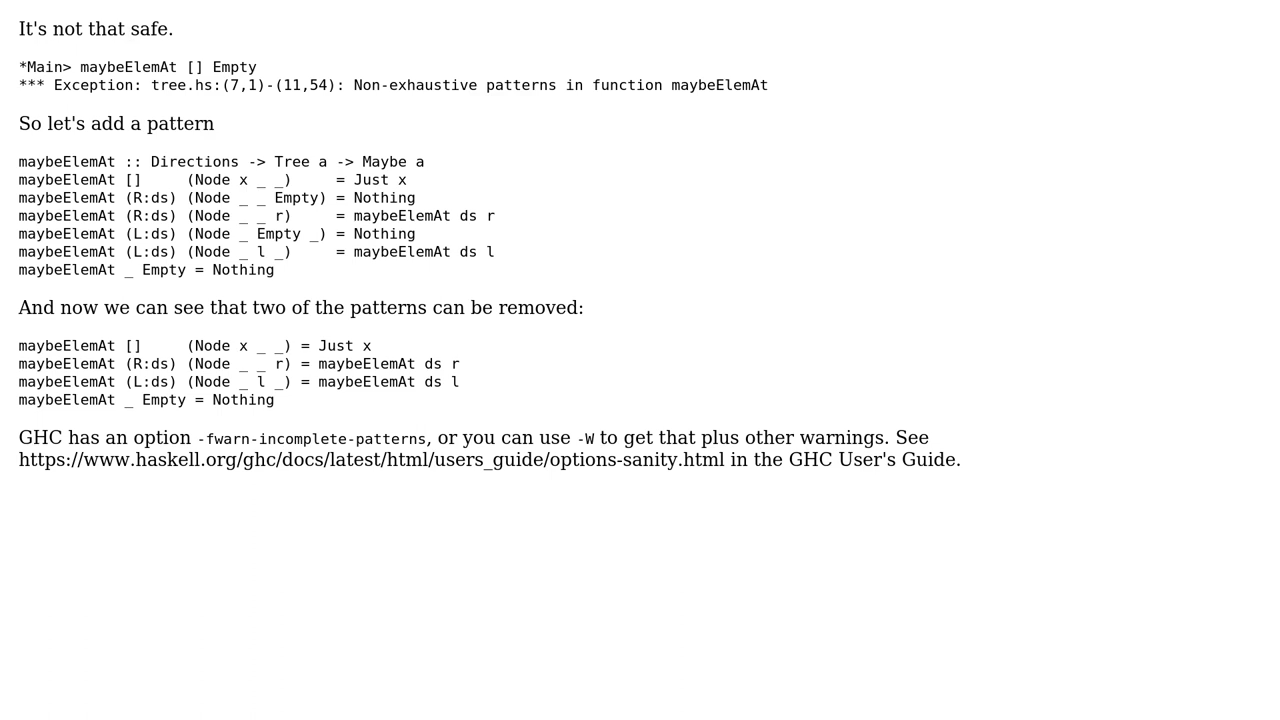 It's not that safe.
*Main> maybeElemAt [] Empty
*** Exception: tree.hs:(7,1)-(11,54): Non-exhaustive patterns in function maybeElemAt
So let's add a pattern
maybeElemAt :: Directions -> Tree a -> Maybe a
maybeElemAt []     (Node x _ _)     = Just x
maybeElemAt (R:ds) (Node _ _ Empty) = Nothing
maybeElemAt (R:ds) (Node _ _ r)     = maybeElemAt ds r
maybeElemAt (L:ds) (Node _ Empty _) = Nothing
maybeElemAt (L:ds) (Node _ l _)     = maybeElemAt ds l
maybeElemAt _ Empty = Nothing
And now we can see that two of the patterns can be removed:
maybeElemAt []     (Node x _ _) = Just x
maybeElemAt (R:ds) (Node _ _ r) = maybeElemAt ds r
maybeElemAt (L:ds) (Node _ l _) = maybeElemAt ds l
maybeElemAt _ Empty = Nothing
GHC has an option -fwarn-incomplete-patterns, or you can use -W to get that plus other warnings. See
https://www.haskell.org/ghc/docs/latest/html/users_guide/options-sanity.html in the GHC User's Guide.